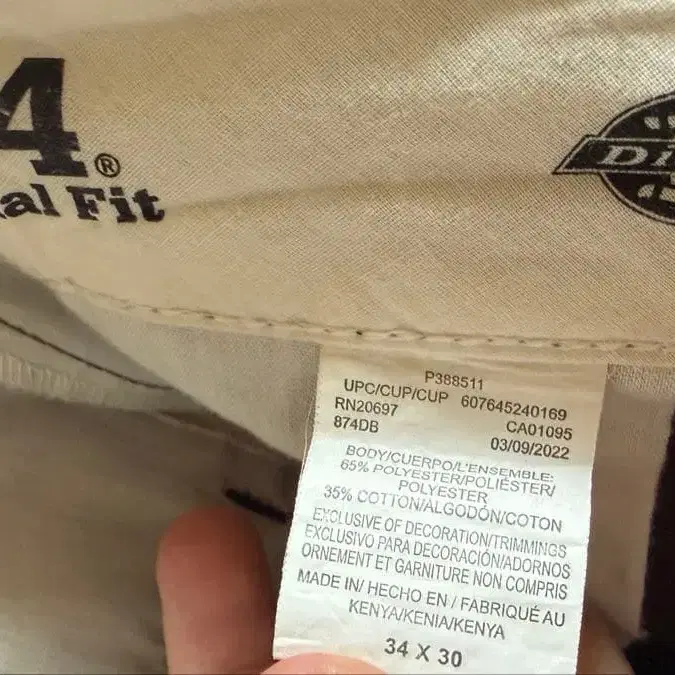 4®
al Fit
Di
P388511
UPC/CUP/CUP 607645240169
RN20697 CA01095
874DB 03/09/2022
BODY/CUERPO/L'ENSEMBLE:
65% POLYESTER/POLIÉSTER/
POLYESTER
35% COTTON/ALGODÓN/COTON
EXCLUSIVE OF DECORATION/TRIMMINGS
EXCLUSIVO PARA DECORACIÓN/ADORNOS
ORNEMENT ET GARNITURE NON COMPRIS
MADE IN/ HECHO EN / FABRIQUÉ AU
KENYA/KENIA/KENYA
34 X 30